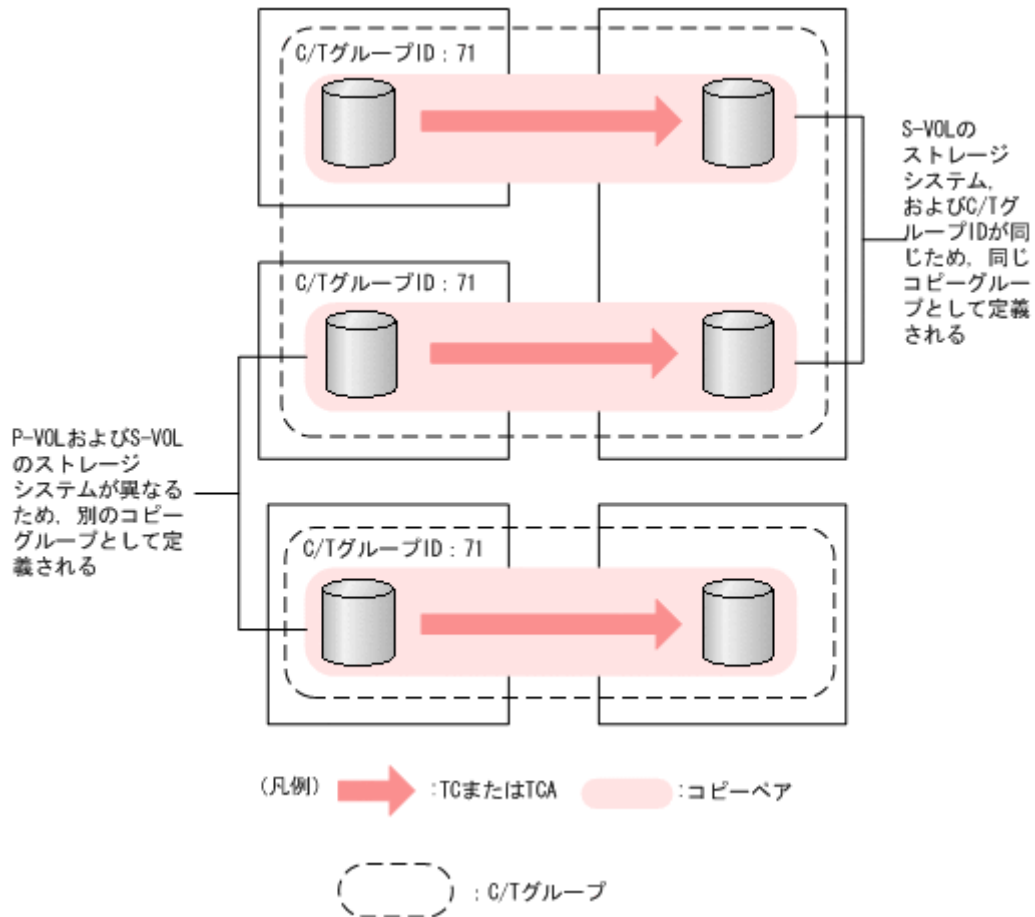 C/TグループID：71
S-VOLの
ストレージ
システム，
およびC/Tグ
ループIDが同
じため，同じ
コピーグルー
プとして定義
される
C/TグループID：71
P-VOLおよびS-VOL
のストレージ
システムが異なる
ため，別のコピー
グループとして定
義される
C/TグループID：71
(凡例) :TCまたはTCA :コピーペア
：C/Tグループ